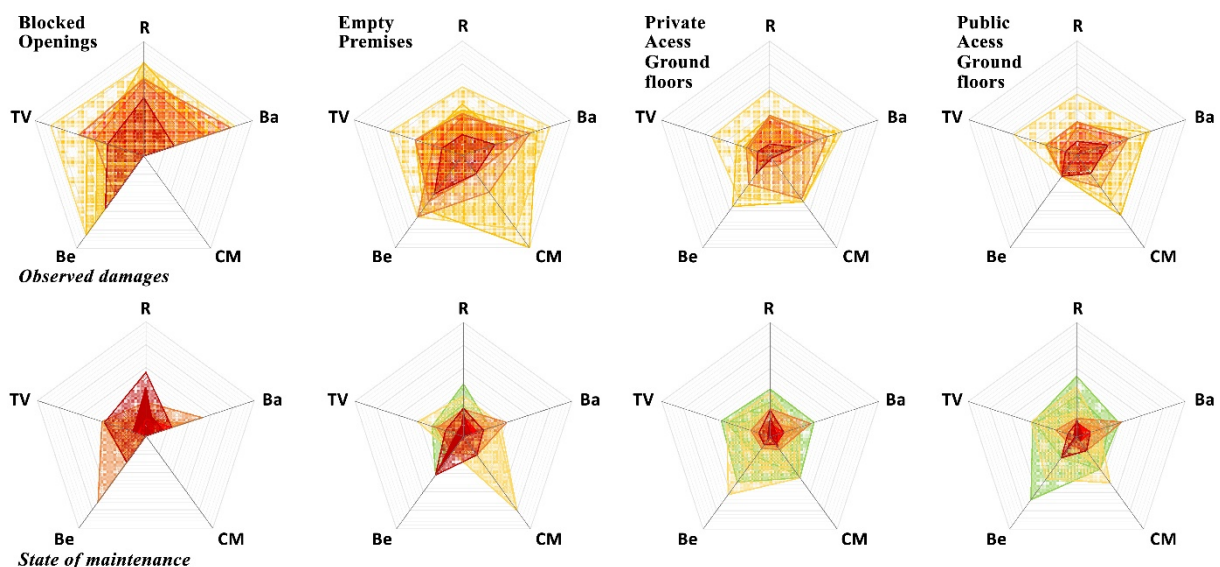 Blocked
Openings
R
TV
Ba
Be
CM
Empty
Premises
R
TV
Ba
Be
CM
Private
Acess
Ground
floors
R
TV
Ba
Be
CM
Public
Acess
Ground
floors
R
TV
Ba
Be
CM
Observed damages
R
TV
Ba
Be
CM
R
TV
Ba
Be
CM
R
TV
Ba
Be
CM
R
TV
Ba
Be
CM
State of maintenance